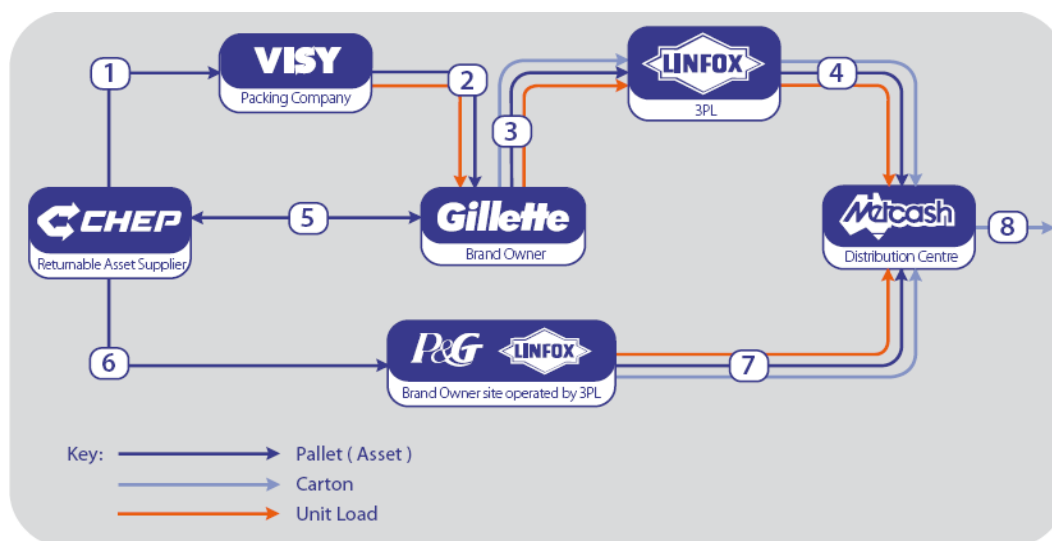 1
VISY
Packing Company
2
3
LINFOX
3PL
4
CHEP
Returnable Asset Supplier
5
Gillette
Brand Owner
Metcash
Distribution Centre
8
6
P&G LINFOX
Brand Owner site operated by 3PL
7
Key:
Pallet ( Asset )
Carton
Unit Load